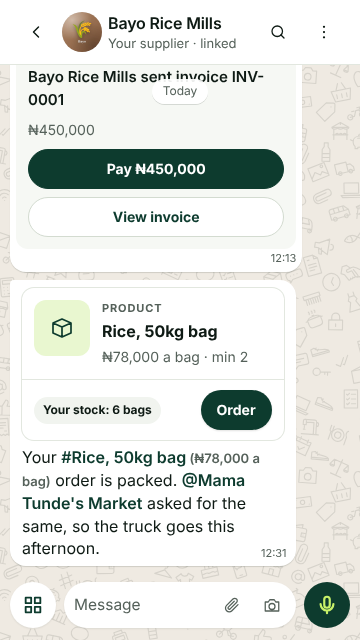 Bayo Rice Mills
Your supplier · linked
Bayo Rice Mills sent invoice INV-
0001
Today
₦450,000
Pay ₦450,000
View invoice
12:13
PRODUCT
Rice, 50kg bag
₦78,000 a bag · min 2
Your stock: 6 bags
Order
Your #Rice, 50kg bag (₦78,000 a
bag) order is packed. @Mama
Tunde's Market asked for the
same, so the truck goes this
afternoon.
12:31
Message